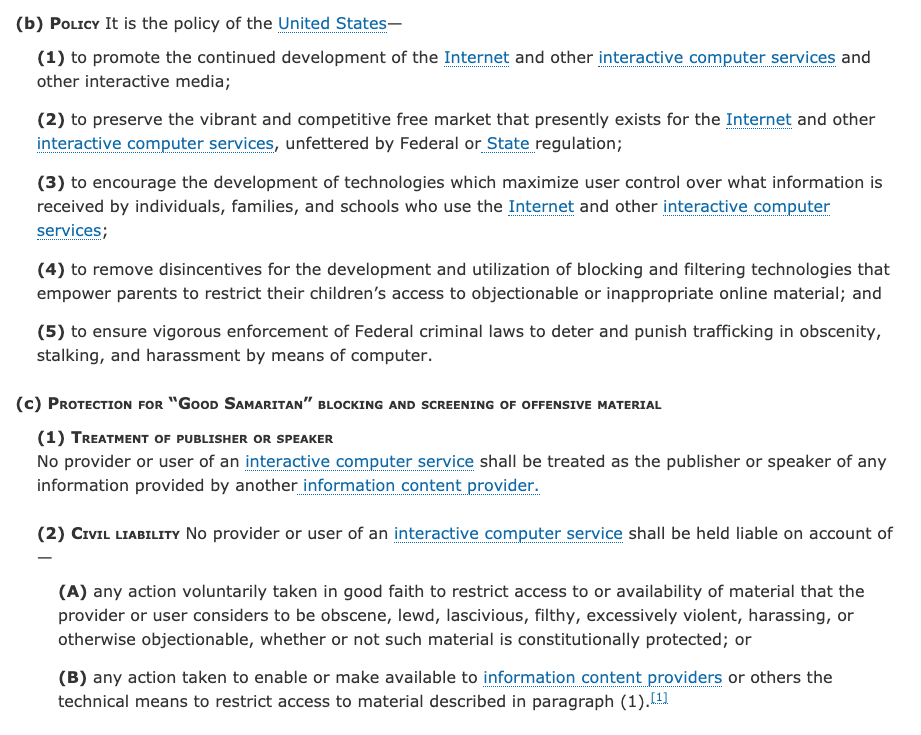 (b) Policy It is the policy of the United States—
(1) to promote the continued development of the Internet and other interactive computer services and
other interactive media;
(2) to preserve the vibrant and competitive free market that presently exists for the Internet and other
interactive computer services, unfettered by Federal or State regulation;
(3) to encourage the development of technologies which maximize user control over what information is
received by individuals, families, and schools who use the Internet and other interactive computer
services;
(4) to remove disincentives for the development and utilization of blocking and filtering technologies that
empower parents to restrict their children’s access to objectionable or inappropriate online material; and
(5) to ensure vigorous enforcement of Federal criminal laws to deter and punish trafficking in obscenity,
stalking, and harassment by means of computer.
(c) Protection for “Good Samaritan” blocking and screening of offensive material
(1) Treatment of publisher or speaker
No provider or user of an interactive computer service shall be treated as the publisher or speaker of any
information provided by another information content provider.
(2) Civil liability No provider or user of an interactive computer service shall be held liable on account of
—
(A) any action voluntarily taken in good faith to restrict access to or availability of material that the
provider or user considers to be obscene, lewd, lascivious, filthy, excessively violent, harassing, or
otherwise objectionable, whether or not such material is constitutionally protected; or
(B) any action taken to enable or make available to information content providers or others the
technical means to restrict access to material described in paragraph (1).[1]